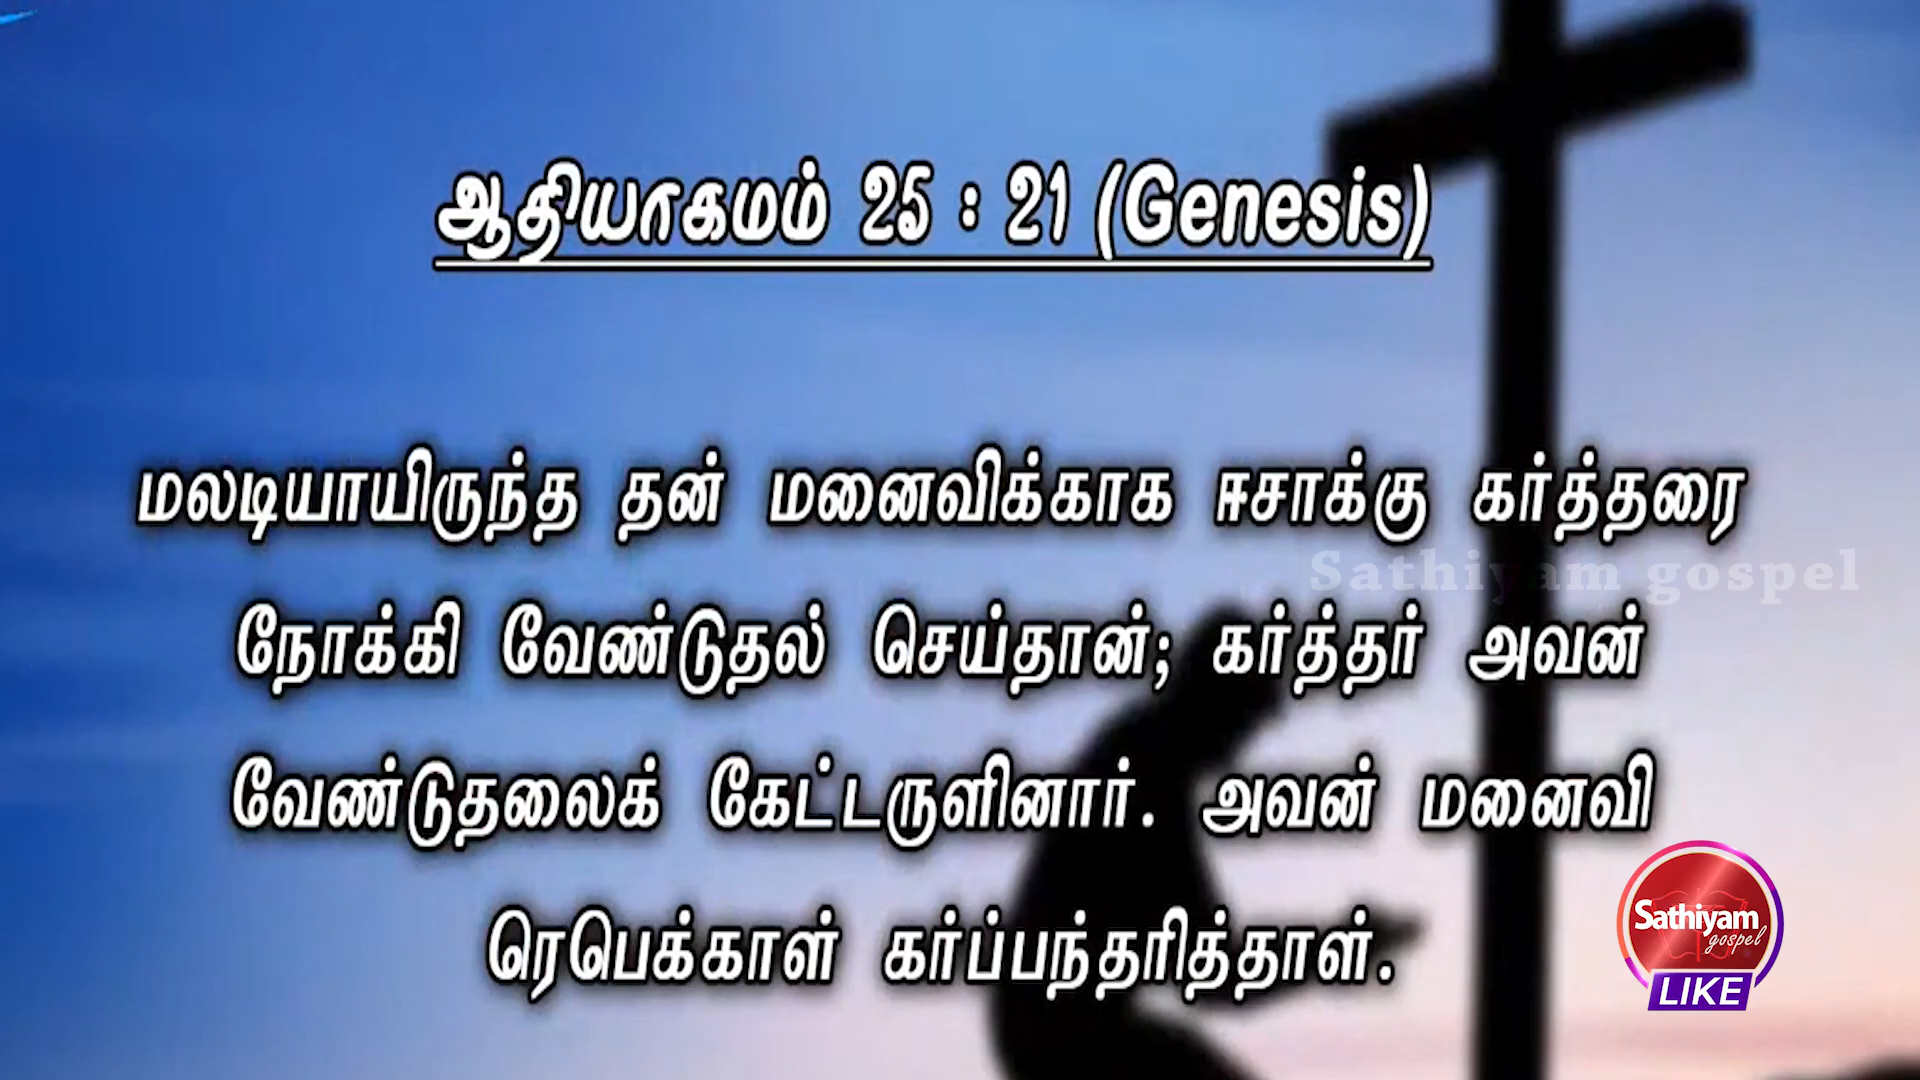 ஆதியாகமம் 25 : 21 (Genesis)
மலடியாயிருந்த தன் மனைவிக்காக ஈசாக்கு கர்த்தரை
Sathiyam gospel
நோக்கி வேண்டுதல் செய்தான்; கர்த்தர் அவன்
வேண்டுதலைக் கேட்டருளினார். அவன் மனைவி
ரெபெக்காள் கர்ப்பந்தரித்தாள்.
Sathiyam
gospel
LIKE